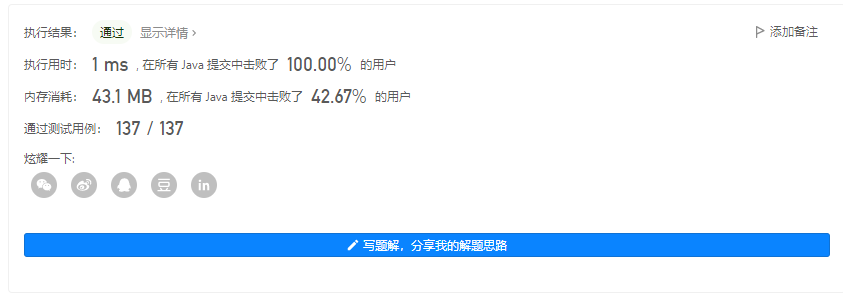 执行结果： 通过 显示详情 › 添加备注
执行用时： 1 ms , 在所有 Java 提交中击败了 100.00% 的用户
内存消耗： 43.1 MB , 在所有 Java 提交中击败了 42.67% 的用户
通过测试用例： 137 / 137
炫耀一下:
豆 in
写题解，分享我的解题思路